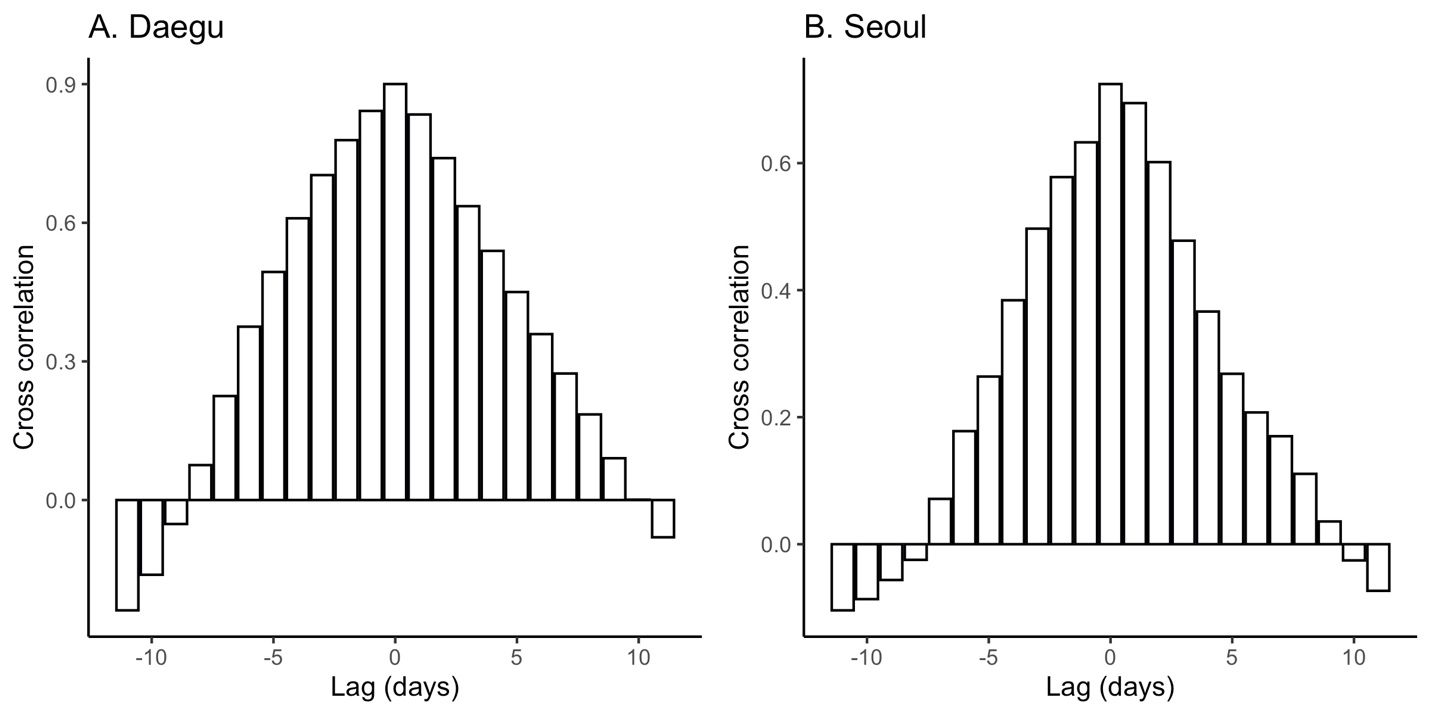 A. Daegu
Cross correlation
0.9
0.6
0.3
0.0
-10 -5 0 5 10
Lag (days)
B. Seoul
Cross correlation
0.6
0.4
0.2
0.0
-10 -5 0 5 10
Lag (days)